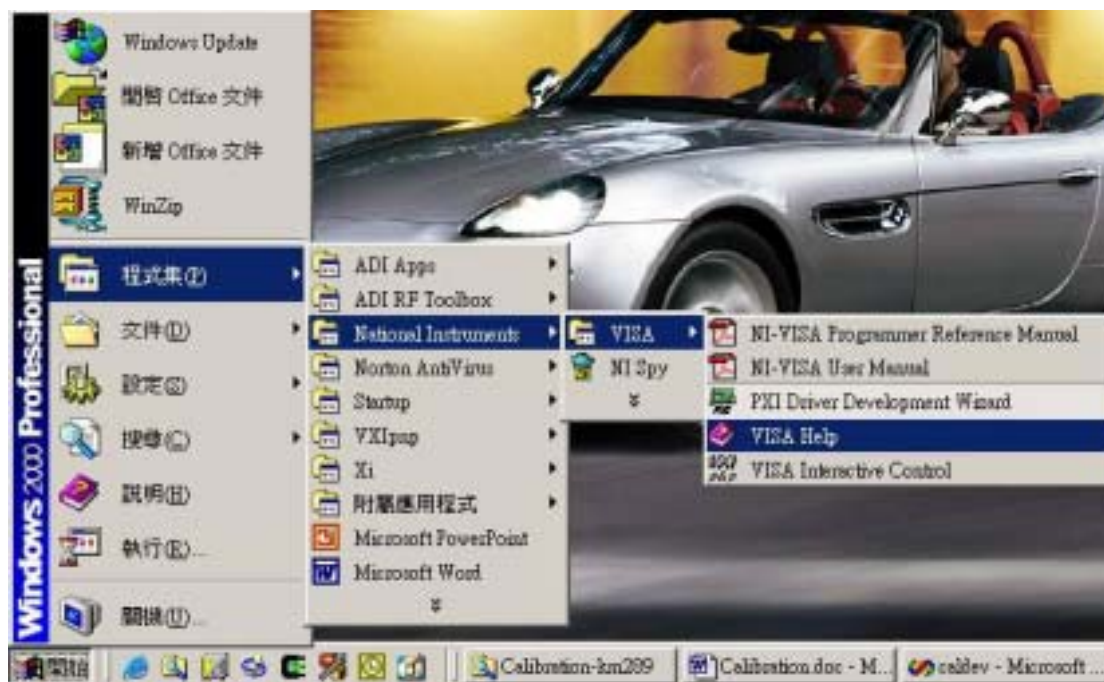 Windows 2000 Professional
Windows Update
開啓 Office 文件
新增 Office 文件
WinZip
程式集(P)
文件(D)
設定(S)
搜尋(C)
說明(H)
執行(R)...
關機(U)...
ADI Apps
ADI RF Toolbox
National Instruments
Norton AntiVirus
Startup
VXIpnp
Xi
附屬應用程式
Microsoft PowerPoint
Microsoft Word
VISA
NI Spy
NI-VISA Programmer Reference Manual
NI-VISA User Manual
PXI Driver Development Wizard
VISA Help
VISA Interactive Control
開始
Calibration-km289
Calibration.doc - M...
caldev - Microsoft ...